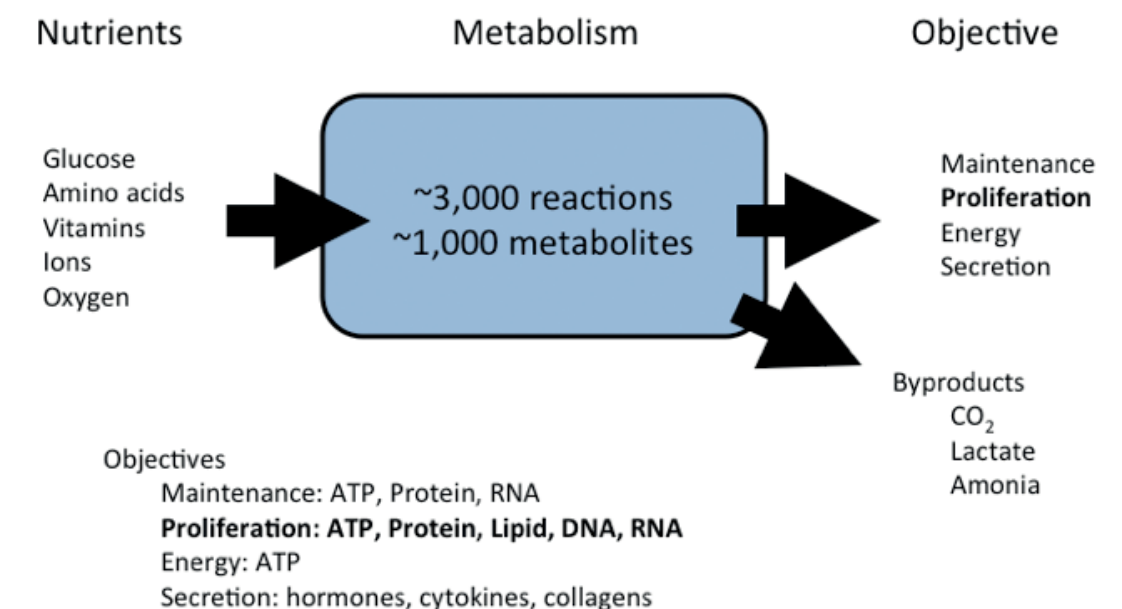 Nutrients
Metabolism
Objective
Glucose
Amino acids
Vitamins
Ions
Oxygen
~3,000 reactions
~1,000 metabolites
Maintenance
Proliferation
Energy
Secretion
Byproducts
CO₂
Lactate
Amonia
Objectives
Maintenance: ATP, Protein, RNA
Proliferation: ATP, Protein, Lipid, DNA, RNA
Energy: ATP
Secretion: hormones, cytokines, collagens